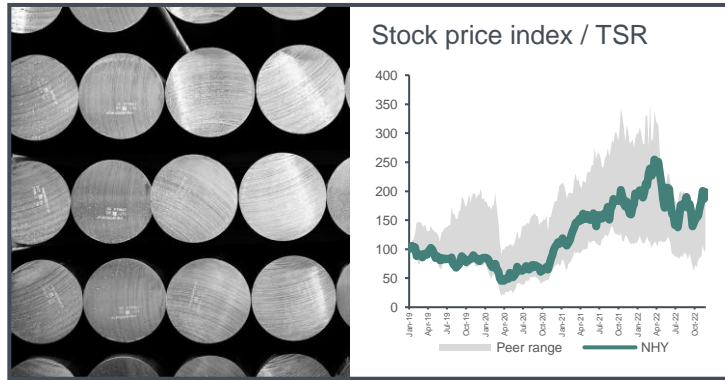 Stock price index / TSR
400
350
300
250
200
150
100
50
0
Jan-19
Apr-19
Jul-19
Oct-19
Jan-20
Apr-20
Jul-20
Oct-20
Jan-21
Apr-21
Jul-21
Oct-21
Jan-22
Apr-22
Jul-22
Oct-22
Peer range
NHY